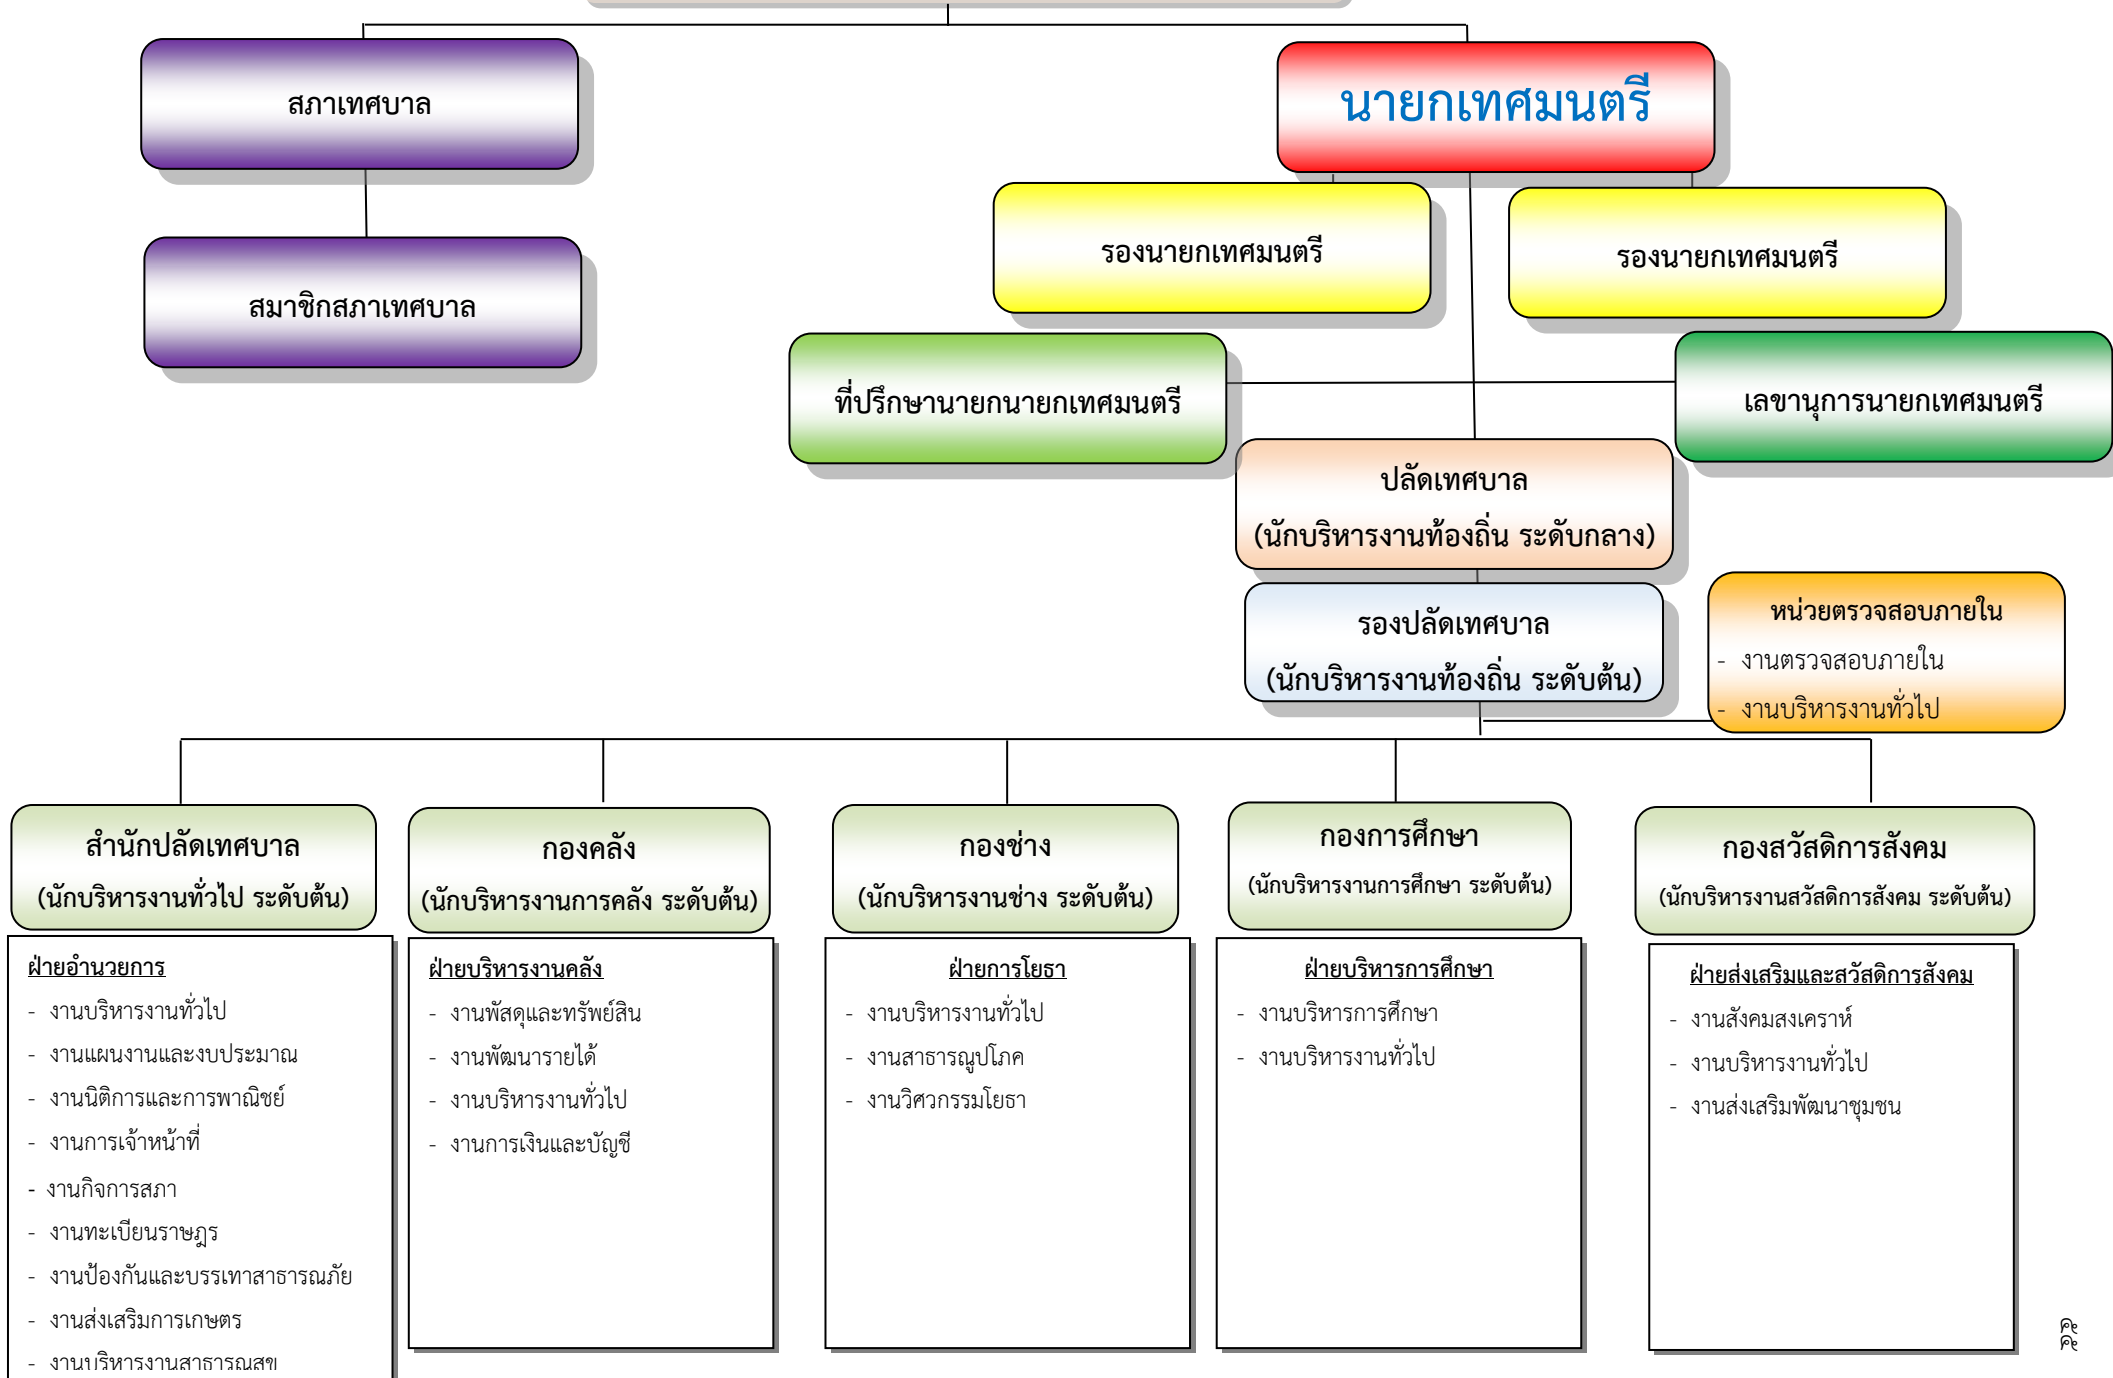 สภาเทศบาล
นายกเทศมนตรี
สมาชิกสภาเทศบาล
รองนายกเทศมนตรี
รองนายกเทศมนตรี
ที่ปรึกษานายกนายกเทศมนตรี
เลขานุการนายกเทศมนตรี
ปลัดเทศบาล
(นักบริหารงานท้องถิ่น ระดับกลาง)
รองปลัดเทศบาล
(นักบริหารงานท้องถิ่น ระดับต้น)
หน่วยตรวจสอบภายใน
- งานตรวจสอบภายใน
- งานบริหารงานทั่วไป
สำนักปลัดเทศบาล
(นักบริหารงานทั่วไป ระดับต้น)
กองคลัง
(นักบริหารงานการคลัง ระดับต้น)
กองช่าง
(นักบริหารงานช่าง ระดับต้น)
กองการศึกษา
(นักบริหารงานการศึกษา ระดับต้น)
กองสวัสดิการสังคม
(นักบริหารงานสวัสดิการสังคม ระดับต้น)
ฝ่ายอำนวยการ
- งานบริหารงานทั่วไป
- งานแผนงานและงบประมาณ
- งานนิติการและการพาณิชย์
- งานการเจ้าหน้าที่
- งานกิจการสภา
- งานทะเบียนราษฎร
- งานป้องกันและบรรเทาสาธารณภัย
- งานส่งเสริมการเกษตร
- งานบริหารงานสาธารณสุข
ฝ่ายบริหารงานคลัง
- งานพัสดุและทรัพย์สิน
- งานพัฒนารายได้
- งานบริหารงานทั่วไป
- งานการเงินและบัญชี
ฝ่ายการโยธา
- งานบริหารงานทั่วไป
- งานสาธารณูปโภค
- งานวิศวกรรมโยธา
ฝ่ายบริหารการศึกษา
- งานบริหารการศึกษา
- งานบริหารงานทั่วไป
ฝ่ายส่งเสริมและสวัสดิการสังคม
- งานสังคมสงเคราห์
- งานบริหารงานทั่วไป
- งานส่งเสริมพัฒนาชุมชน
๕๕